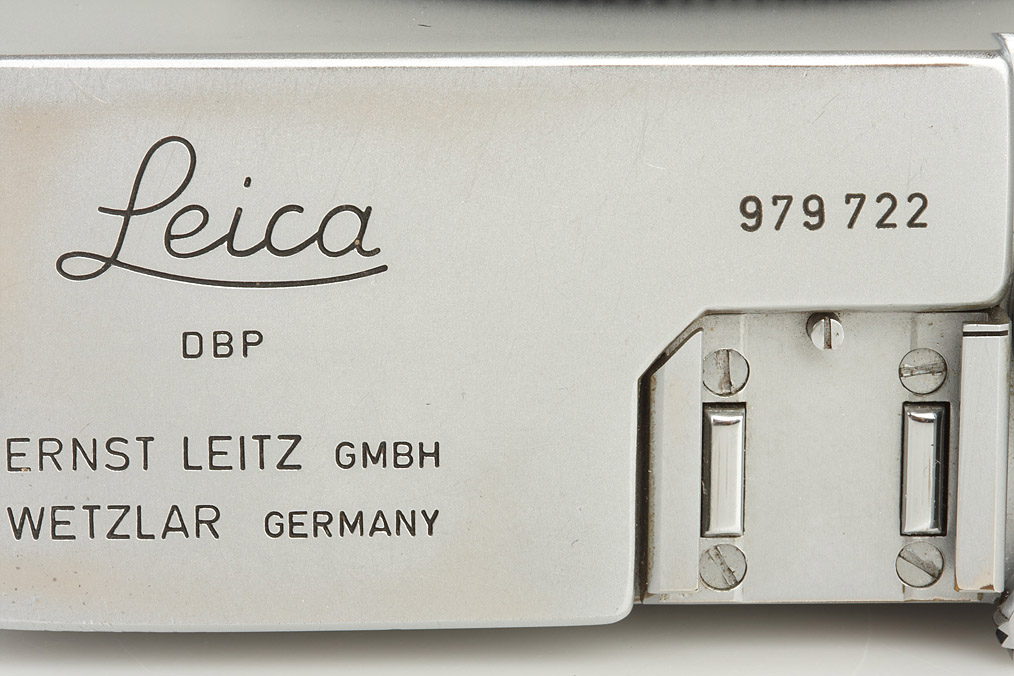 Leica
979 722
DBP
ERNST LEITZ GMBH
WETZLAR GERMANY